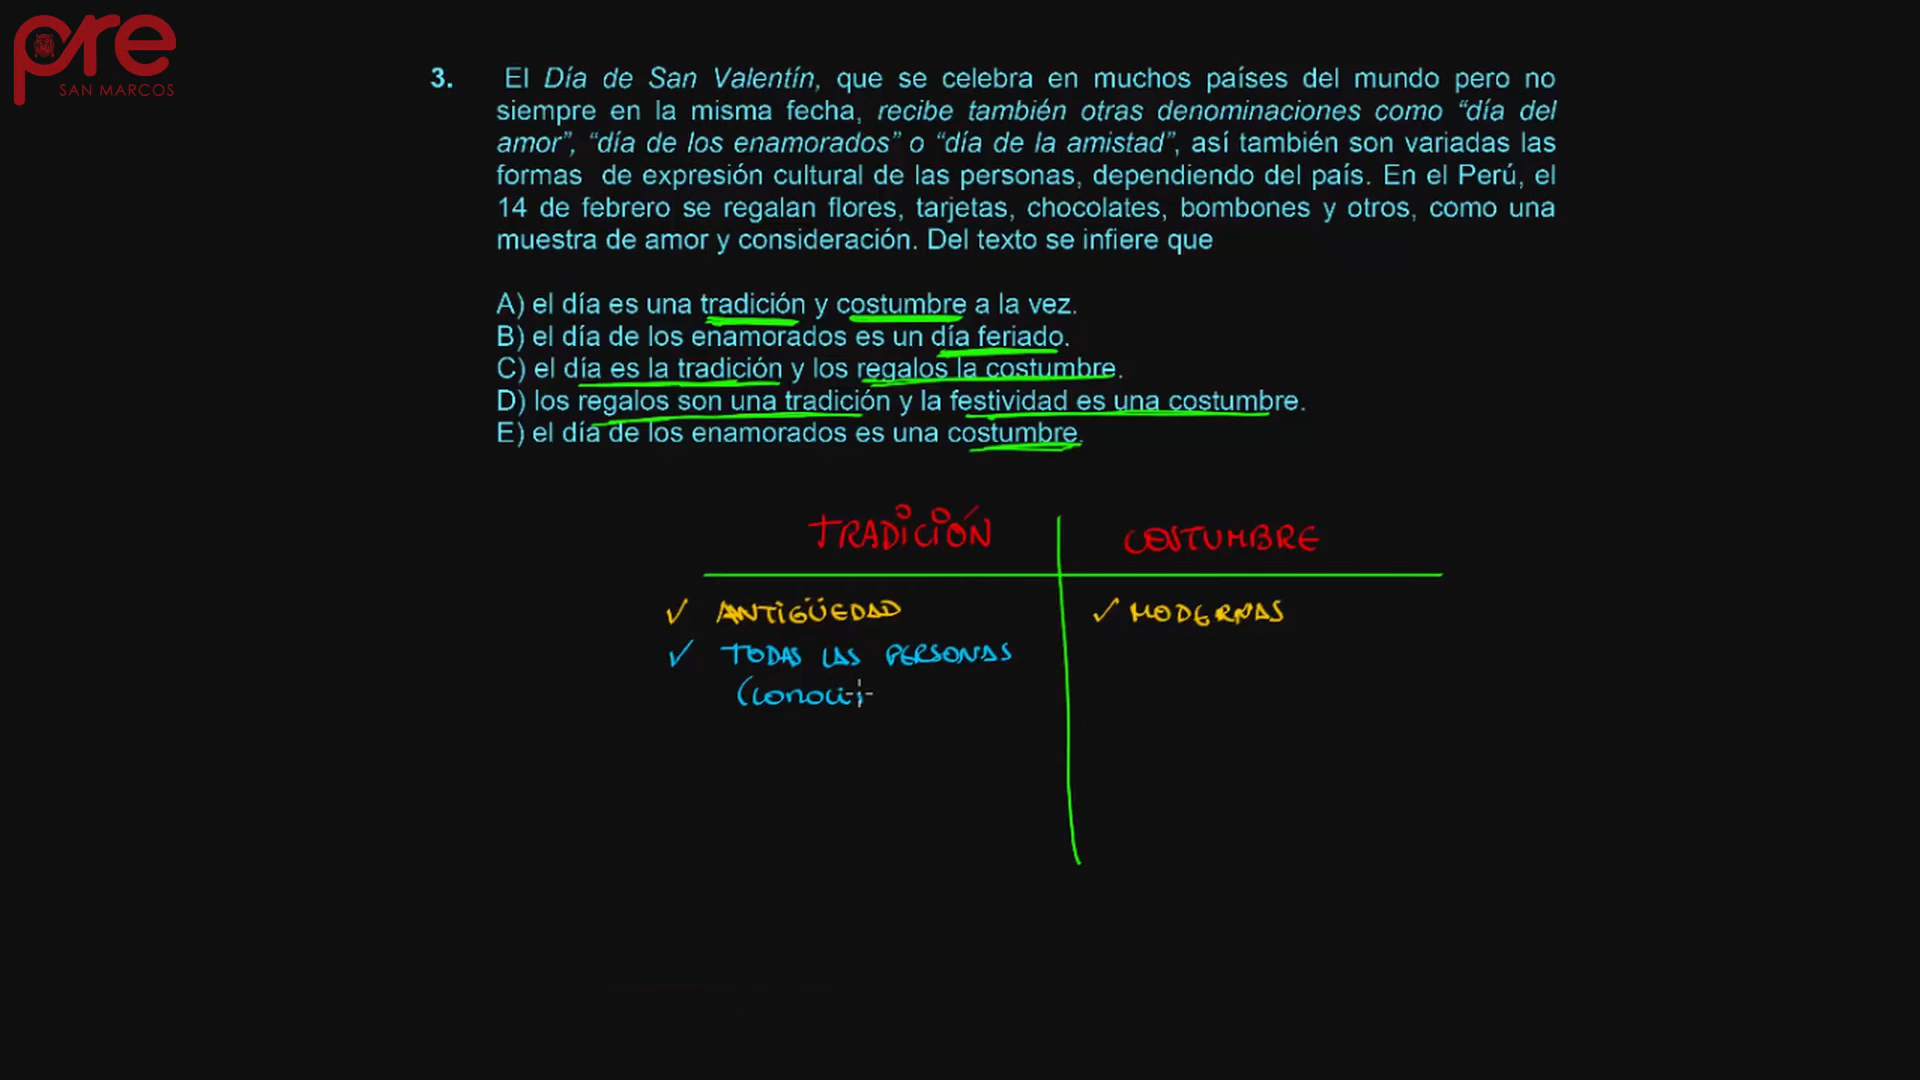 pre
SAN MARCOS
3. El Día de San Valentín, que se celebra en muchos países del mundo pero no
siempre en la misma fecha, recibe también otras denominaciones como “día del
amor”, “día de los enamorados” o “día de la amistad”, así también son variadas las
formas de expresión cultural de las personas, dependiendo del país. En el Perú, el
14 de febrero se regalan flores, tarjetas, chocolates, bombones y otros, como una
muestra de amor y consideración. Del texto se infiere que
A) el día es una tradición y costumbre a la vez.
B) el día de los enamorados es un día feriado.
C) el día es la tradición y los regalos la costumbre.
D) los regalos son una tradición y la festividad es una costumbre.
E) el día de los enamorados es una costumbre.
TRADICIÓN COSTUMBRE
✓ ANTIGÜEDAD ✓ MODERNAS
✓ TODAS LAS PERSONAS
(CONOCI